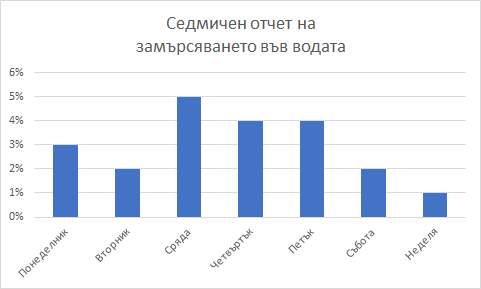 Седмичен отчет на
замърсяването във водата
6%
5%
4%
3%
2%
1%
0%
Понеделник
Вторник
Сряда
Четвъртък
Петък
Събота
Неделя